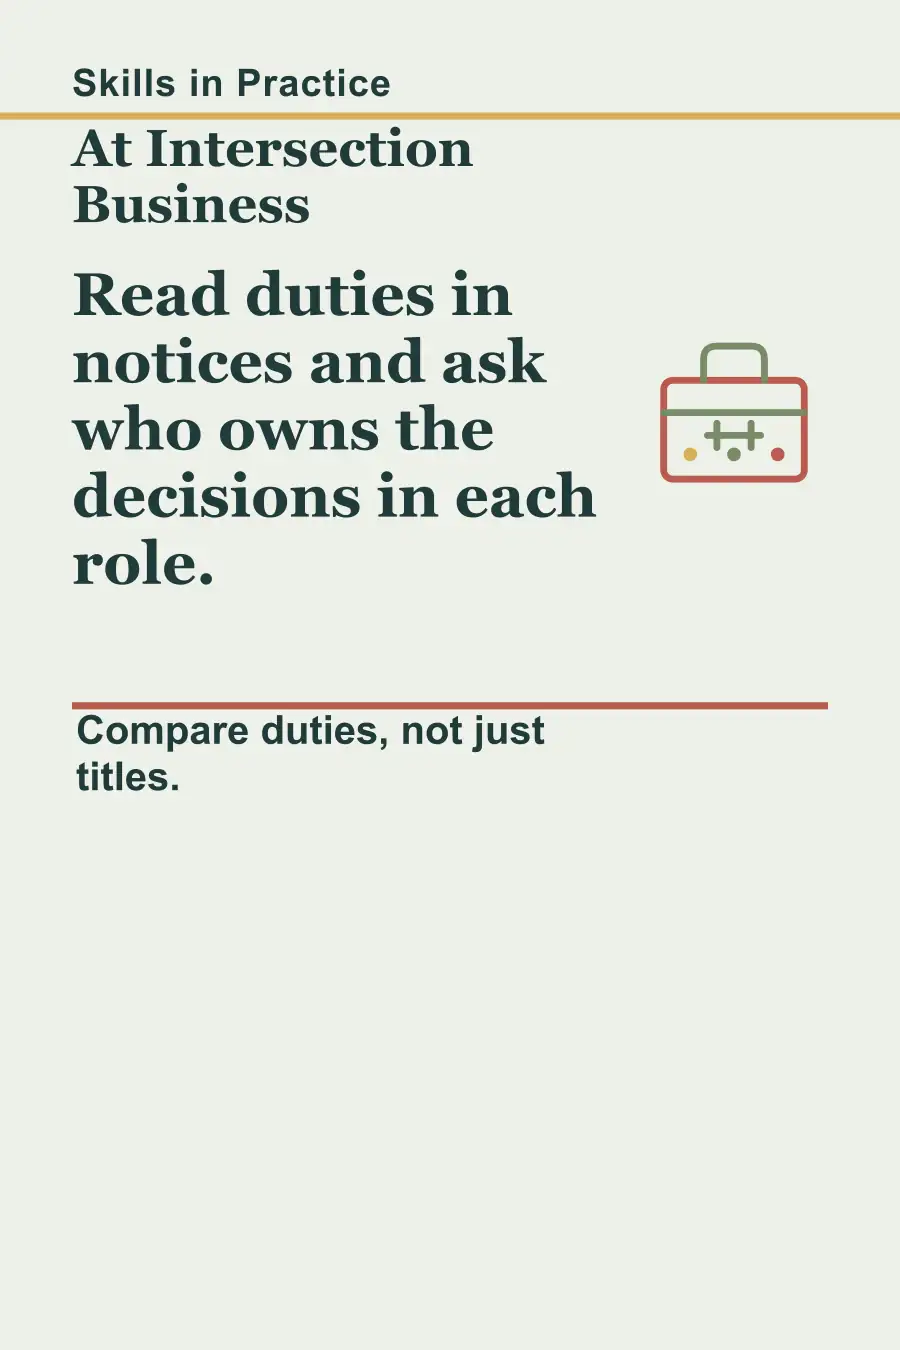 Skills in Practice
At Intersection
Business
Read duties in
notices and ask
who owns the
decisions in each
role.
Compare duties, not just
titles.